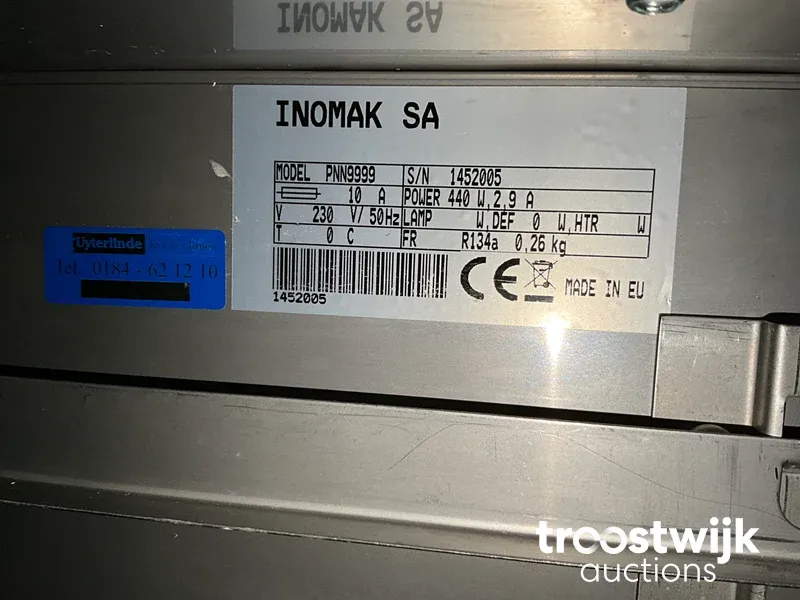 INOMAK SA
INOMAK SA
MODEL PNN9999 S/N 1452005
10 A POWER 440 W,2,9 A
V 230 V/ 50Hz LAMP W,DEF 0 W,HTR W
T 0 C FR R134a 0,26 kg
1452005
CE MADE IN EU
Uyterlinde
Tel. 0184 - 62 12 10
troostwijk
auctions